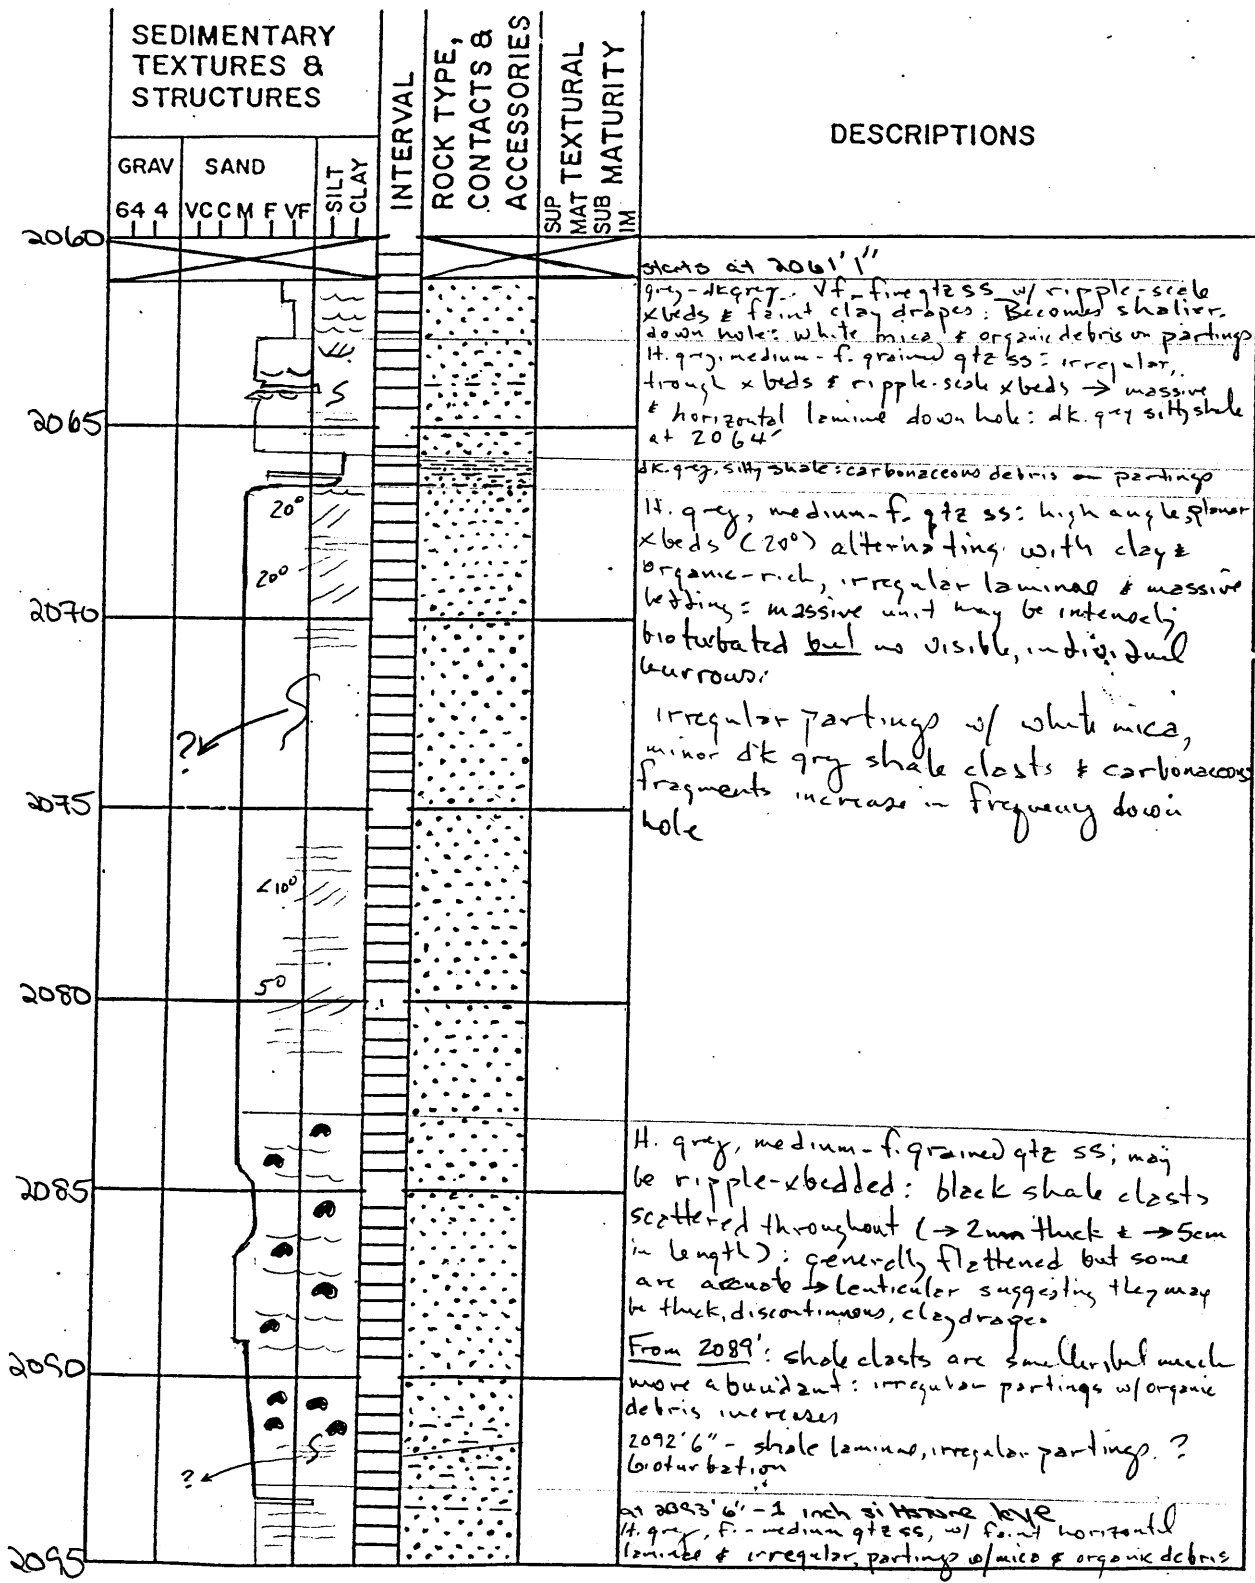 SEDIMENTARY
TEXTURES &
STRUCTURES
INTERVAL
ROCK TYPE,
CONTACTS &
ACCESSORIES
TEXTURAL
MATURITY
DESCRIPTIONS
GRAV
SAND
SILT
CLAY
64 4
VC C M F VF
SUP
MAT
SUB
IM
2060
starts at 2061'1"
grey-dkgrey. Vf-fine qtz ss w/ ripple-scale
xbeds & faint clay drapes: Becomes shalier
down hole: white mica & organic debris on partings
lt. grey, medium-f. grained qtz ss: irregular,
trough x beds & ripple-scale xbeds → massive
& horizontal laminae down hole: dk. grey silty shale
at 2064'
2065
dk. grey, silty shale: carbonaceous debris on partings
20°
lt. grey, medium-f. qtz ss: high angle, planar
xbeds (20°) alternating with clay &
20°
organic-rich, irregular laminae & massive
bedding: massive unit may be intensely
2070
bioturbated but no visible, individual
burrows:
irregular partings w/ white mica,
?
minor dk gry shale clasts & carbonaceous
fragments increase in frequency down
2075
hole
<10°
2080
5°
lt. grey, medium-f. grained qtz ss; may
be ripple-xbedded: black shale clasts
2085
scattered throughout (→2mm thick & →5cm
in length): generally flattened but some
are arcuate → lenticular suggesting they may
be thick, discontinuous, clay drapes
From 2089': shale clasts are smaller, but much
2090
more abundant: irregular partings w/organic
debris increases
2092'6" - shale laminae, irregular partings. ?
bioturbation
?
at 2093'6" - 1 inch siltstone
lt. grey, f.-medium qtz ss, w/ faint horizontal
laminae & irregular, partings w/mica & organic debris
2095